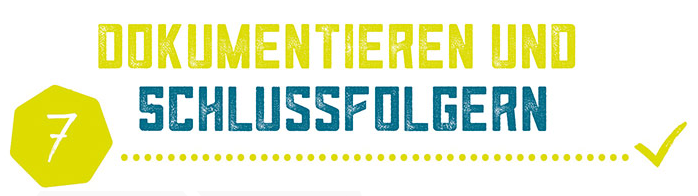 DOKUMENTIEREN UND
SCHLUSSFOLGERN
7